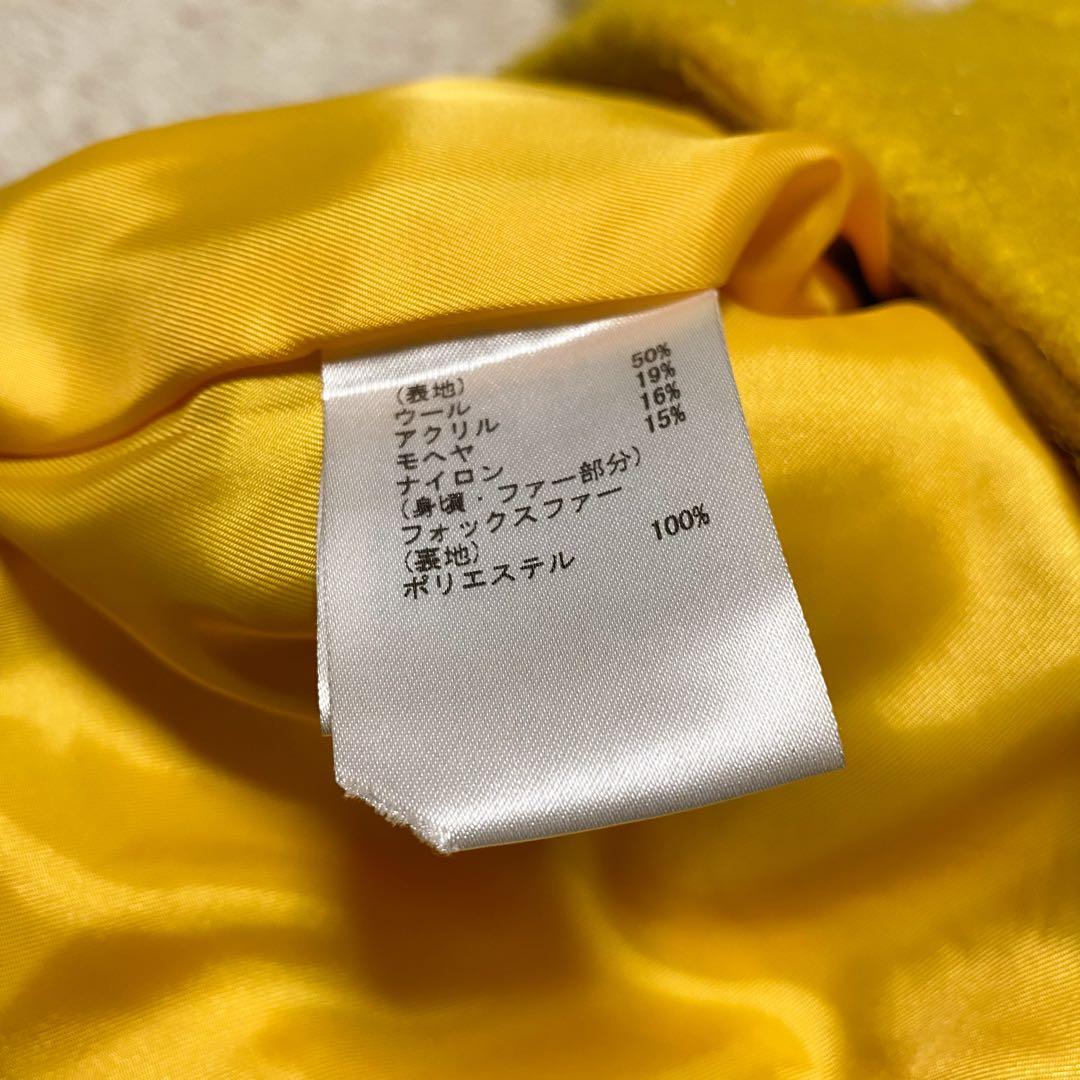 (表地)
ウール 50%
アクリル 19%
モヘヤ 16%
ナイロン 15%
(身頃・ファー部分)
フォックスファー
(裏地)
ポリエステル 100%